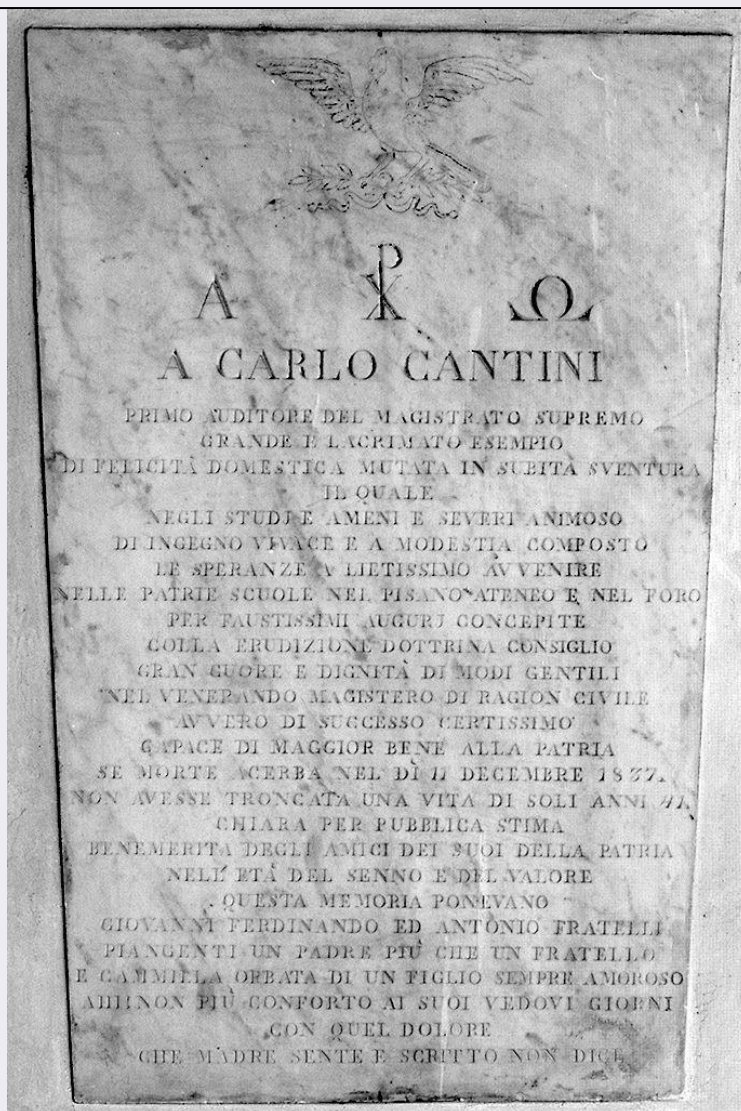 Α ☧ Ω
A CARLO CANTINI
PRIMO AUDITORE DEL MAGISTRATO SUPREMO
GRANDE E LACRIMATO ESEMPIO
DI FELICITÀ DOMESTICA MUTATA IN SUBITA SVENTURA
IL QUALE
NEGLI STUDJ E AMENI E SEVERI ANIMOSO
DI INGEGNO VIVACE E A MODESTIA COMPOSTO
LE SPERANZE A LIETISSIMO AVVENIRE
NELLE PATRIE SCUOLE NEL PISANO ATENEO E NEL FORO
PER FAUSTISSIMI AUGURJ CONCEPITE
COLLA ERUDIZIONE DOTTRINA CONSIGLIO
GRAN CUORE E DIGNITÀ DI MODI GENTILI
NEL VENERANDO MAGISTERO DI RAGION CIVILE
AVVERO DI SUCCESSO CERTISSIMO
CAPACE DI MAGGIOR BENE ALLA PATRIA
SE MORTE ACERBA NEL DÌ 11 DECEMBRE 1837.
NON AVESSE TRONCATA UNA VITA DI SOLI ANNI 41.
CHIARA PER PUBBLICA STIMA
BENEMERITA DEGLI AMICI DEI SUOI DELLA PATRIA
NELL' ETÀ DEL SENNO E DEL VALORE
QUESTA MEMORIA PONEVANO
GIOVANNI FERDINANDO ED ANTONIO FRATELLI
PIANGENTI UN PADRE PIÙ CHE UN FRATELLO
E CAMMILLA ORBATA DI UN FIGLIO SEMPRE AMOROSO
AHI! NON PIÙ CONFORTO AI SUOI VEDOVI GIORNI
CON QUEL DOLORE
CHE MADRE SENTE E SCRITTO NON DICE